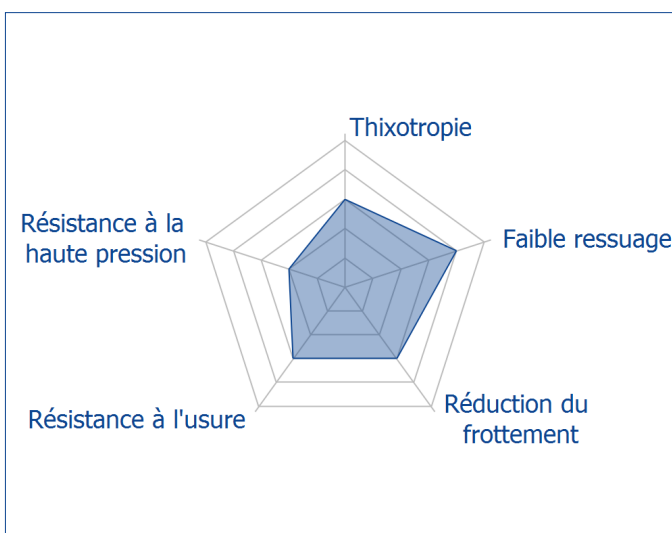 Thixotropie
Résistance à la
haute pression
Faible ressuage
Résistance à l'usure
Réduction du
frottement